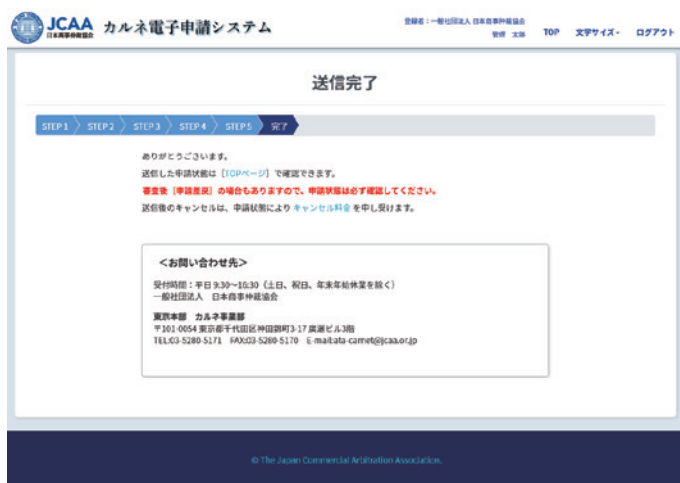 JCAA カルネ電子申請システム
日本商事仲裁協会
登録者：一般社団法人 日本商事仲裁協会
管理 太郎
TOP 文字サイズ ログアウト
送信完了
STEP1 STEP2 STEP3 STEP4 STEP5 完了
ありがとうございます。
送信した申請状態は［TOPページ］で確認できます。
審査後［申請差戻］の場合もありますので、申請状態は必ず確認してください。
送信後のキャンセルは、申請状態により キャンセル料金 を申し受けます。
＜お問い合わせ先＞
受付時間：平日 9:30～16:30（土日、祝日、年末年始休業を除く）
一般社団法人 日本商事仲裁協会
東京本部 カルネ事業部
〒101-0054 東京都千代田区神田錦町3-17 廣瀬ビル3階
TEL:03-5280-5171 FAX:03-5280-5170 E-mail:ata-carnet@jcaa.or.jp
© The Japan Commercial Arbitration Association.